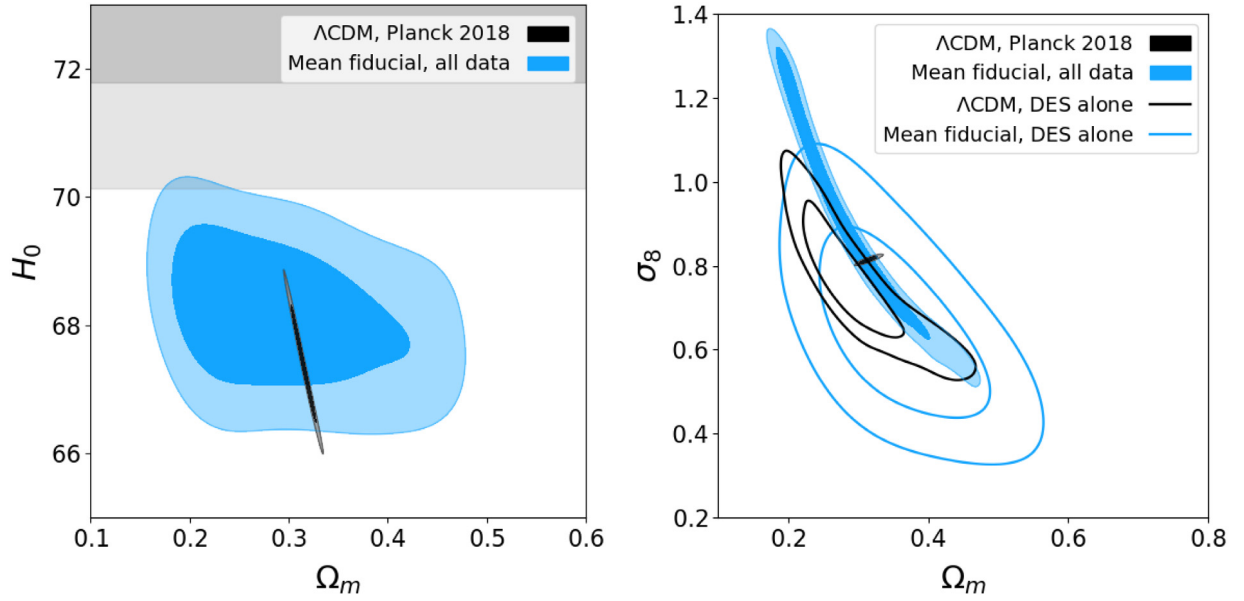 ΛCDM, Planck 2018
Mean fiducial, all data
72
70
68
66
H₀
0.1 0.2 0.3 0.4 0.5 0.6
Ωₘ
ΛCDM, Planck 2018
Mean fiducial, all data
ΛCDM, DES alone
Mean fiducial, DES alone
1.4
1.2
1.0
0.8
0.6
0.4
0.2
σ₈
0.2 0.4 0.6 0.8
Ωₘ